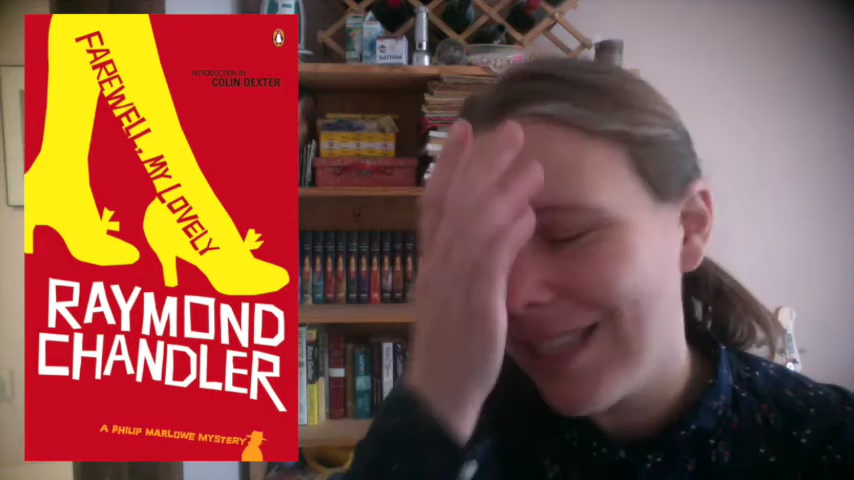 FAREWELL, MY LOVELY
INTRODUCTION BY
COLIN DEXTER
RAYMOND
CHANDLER
A PHILIP MARLOWE MYSTERY